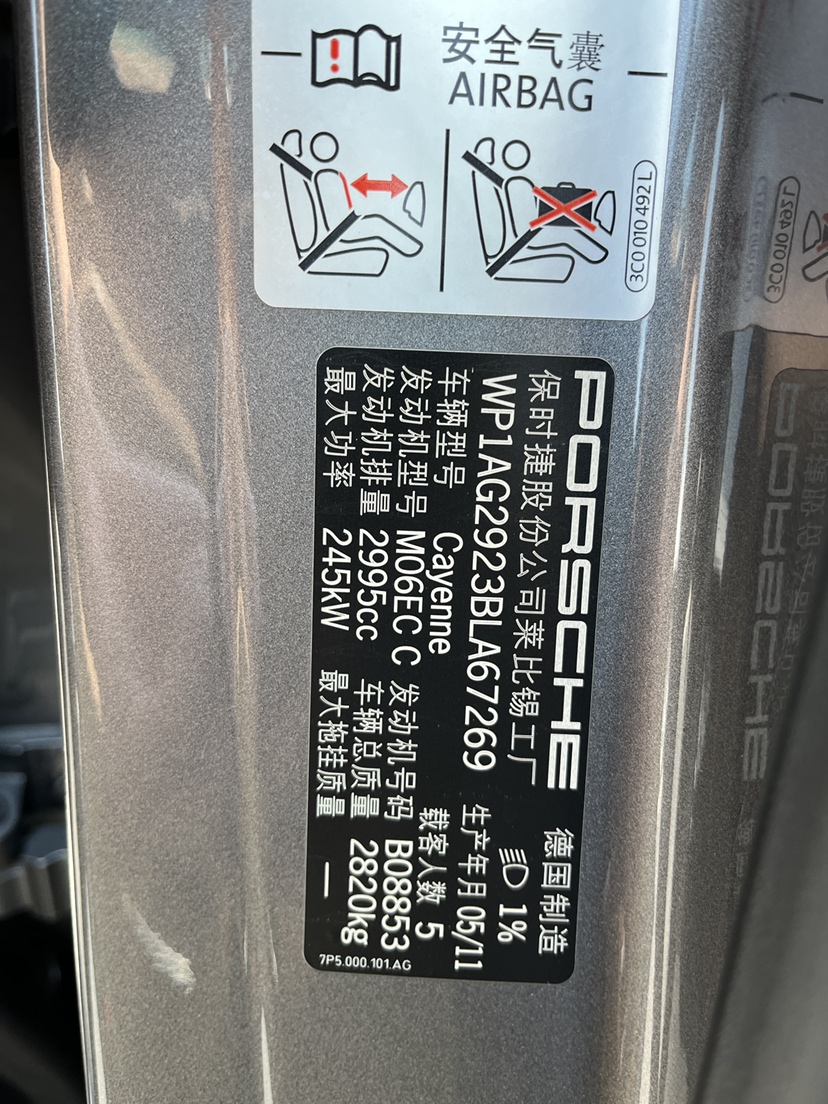 安全气囊
AIRBAG
3C0 010 492 L
PORSCHE 德国制造
保时捷股份公司莱比锡工厂 1%
WP1AG2923BLA67269 生产年月 05/11
车辆型号 Cayenne 载客人数 5
发动机型号 M06EC C 发动机号码 B08853
发动机排量 2995cc 车辆总质量 2820kg
最大功率 245kW 最大拖挂质量 —
7P5.000.101.AG